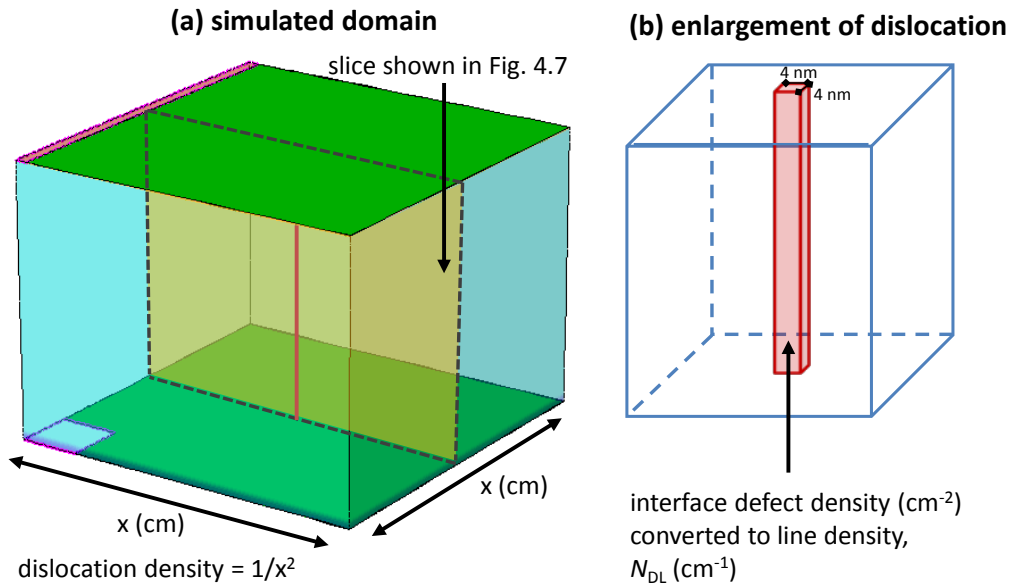 (a) simulated domain
slice shown in Fig. 4.7
x (cm)
x (cm)
dislocation density = 1/x²
(b) enlargement of dislocation
4 nm
4 nm
interface defect density (cm⁻²)
converted to line density,
N_DL (cm⁻¹)